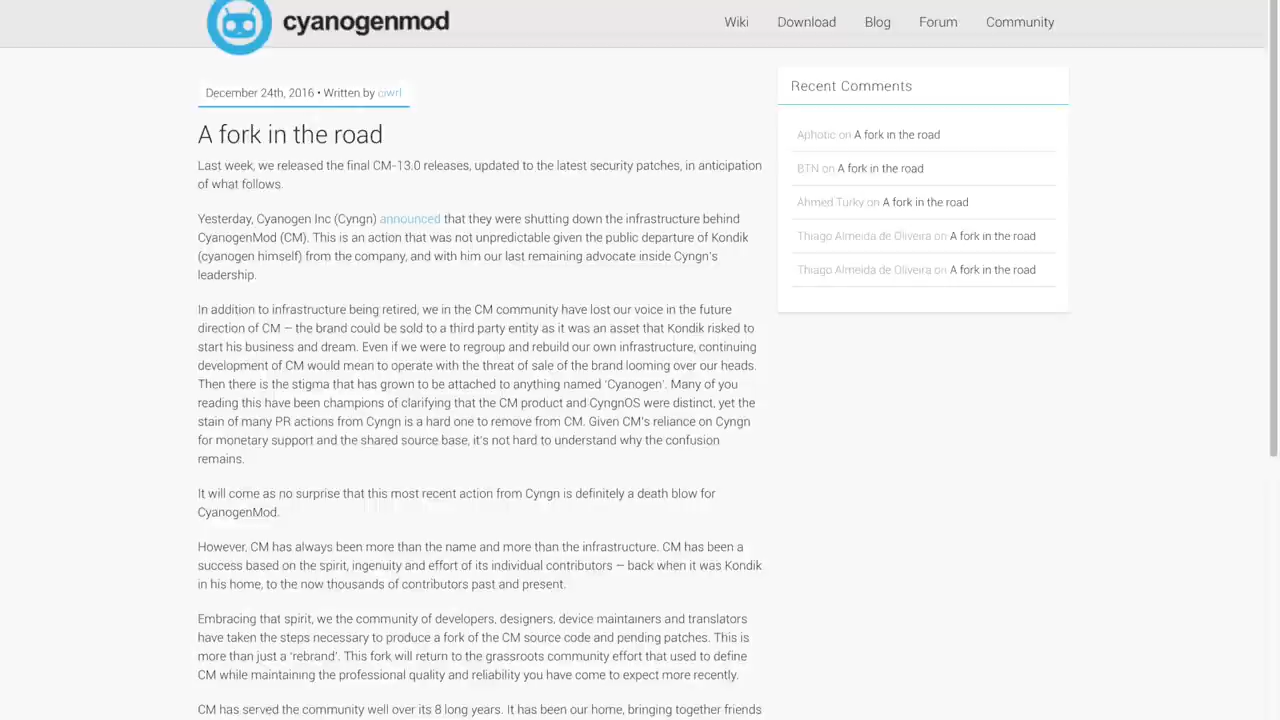 cyanogenmod
Wiki Download Blog Forum Community
December 24th, 2016 • Written by ciwrl
A fork in the road
Last week, we released the final CM-13.0 releases, updated to the latest security patches, in anticipation
of what follows.
Yesterday, Cyanogen Inc (Cyngn) announced that they were shutting down the infrastructure behind
CyanogenMod (CM). This is an action that was not unpredictable given the public departure of Kondik
(cyanogen himself) from the company, and with him our last remaining advocate inside Cyngn's
leadership.
In addition to infrastructure being retired, we in the CM community have lost our voice in the future
direction of CM – the brand could be sold to a third party entity as it was an asset that Kondik risked to
start his business and dream. Even if we were to regroup and rebuild our own infrastructure, continuing
development of CM would mean to operate with the threat of sale of the brand looming over our heads.
Then there is the stigma that has grown to be attached to anything named 'Cyanogen'. Many of you
reading this have been champions of clarifying that the CM product and CyngnOS were distinct, yet the
stain of many PR actions from Cyngn is a hard one to remove from CM. Given CM's reliance on Cyngn
for monetary support and the shared source base, it's not hard to understand why the confusion
remains.
It will come as no surprise that this most recent action from Cyngn is definitely a death blow for
CyanogenMod.
However, CM has always been more than the name and more than the infrastructure. CM has been a
success based on the spirit, ingenuity and effort of its individual contributors – back when it was Kondik
in his home, to the now thousands of contributors past and present.
Embracing that spirit, we the community of developers, designers, device maintainers and translators
have taken the steps necessary to produce a fork of the CM source code and pending patches. This is
more than just a 'rebrand'. This fork will return to the grassroots community effort that used to define
CM while maintaining the professional quality and reliability you have come to expect more recently.
CM has served the community well over its 8 long years. It has been our home, bringing together friends
Recent Comments
Aphotic on A fork in the road
BTN on A fork in the road
Ahmed Turky on A fork in the road
Thiago Almeida de Oliveira on A fork in the road
Thiago Almeida de Oliveira on A fork in the road